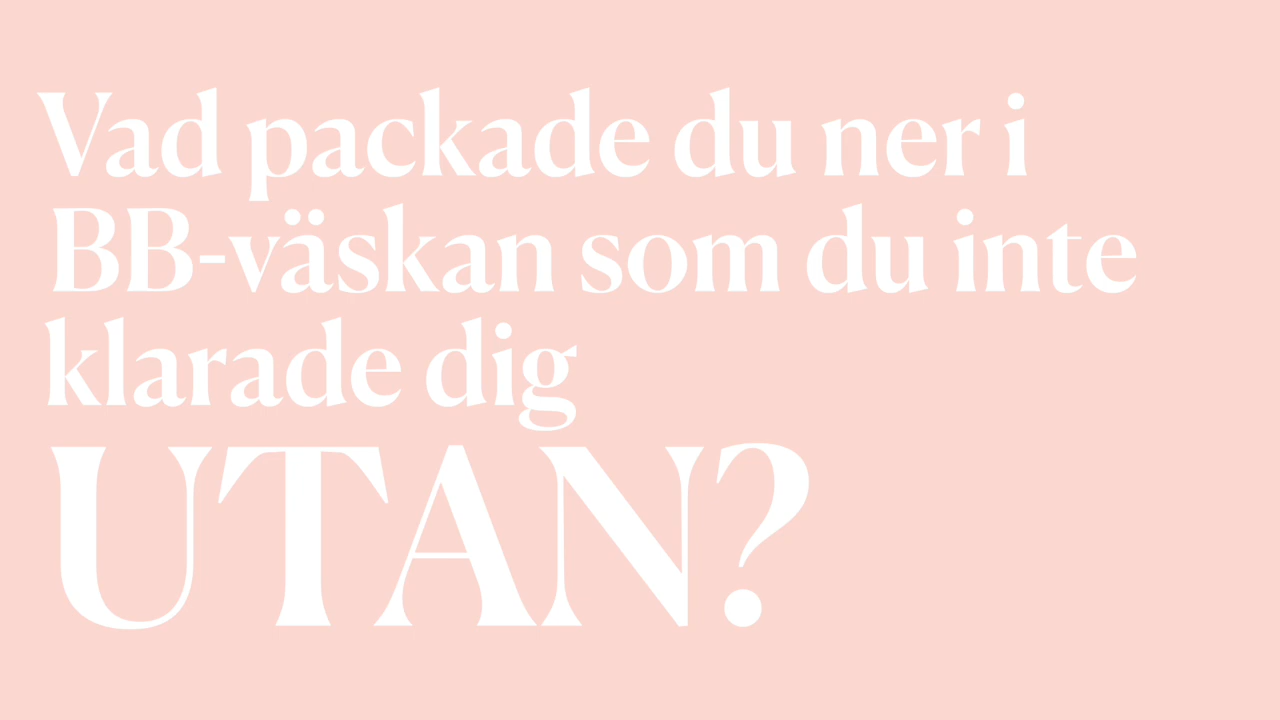 Vad packade du ner i
BB-väskan som du inte
klarade dig
UTAN?